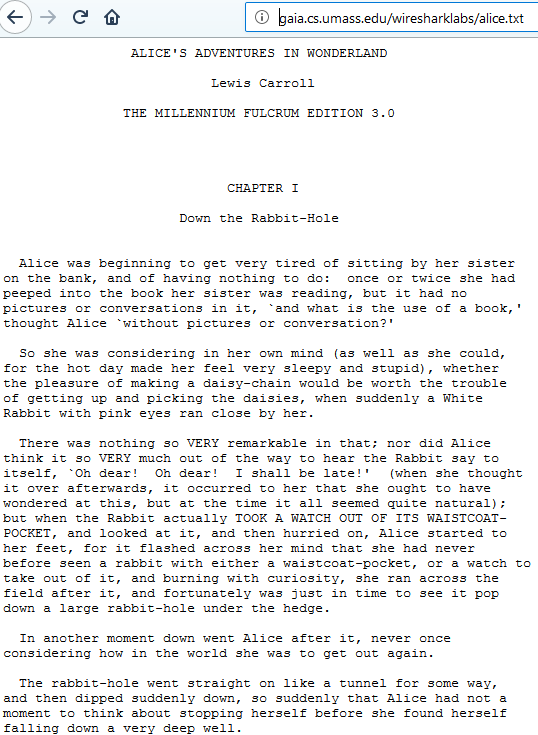 gaia.cs.umass.edu/wiresharklabs/alice.txt
ALICE'S ADVENTURES IN WONDERLAND
Lewis Carroll
THE MILLENNIUM FULCRUM EDITION 3.0
CHAPTER I
Down the Rabbit-Hole
Alice was beginning to get very tired of sitting by her sister
on the bank, and of having nothing to do:  once or twice she had
peeped into the book her sister was reading, but it had no
pictures or conversations in it, `and what is the use of a book,'
thought Alice `without pictures or conversation?'
So she was considering in her own mind (as well as she could,
for the hot day made her feel very sleepy and stupid), whether
the pleasure of making a daisy-chain would be worth the trouble
of getting up and picking the daisies, when suddenly a White
Rabbit with pink eyes ran close by her.
There was nothing so VERY remarkable in that; nor did Alice
think it so VERY much out of the way to hear the Rabbit say to
itself, `Oh dear!  Oh dear!  I shall be late!'  (when she thought
it over afterwards, it occurred to her that she ought to have
wondered at this, but at the time it all seemed quite natural);
but when the Rabbit actually TOOK A WATCH OUT OF ITS WAISTCOAT-
POCKET, and looked at it, and then hurried on, Alice started to
her feet, for it flashed across her mind that she had never
before seen a rabbit with either a waistcoat-pocket, or a watch to
take out of it, and burning with curiosity, she ran across the
field after it, and fortunately was just in time to see it pop
down a large rabbit-hole under the hedge.
In another moment down went Alice after it, never once
considering how in the world she was to get out again.
The rabbit-hole went straight on like a tunnel for some way,
and then dipped suddenly down, so suddenly that Alice had not a
moment to think about stopping herself before she found herself
falling down a very deep well.